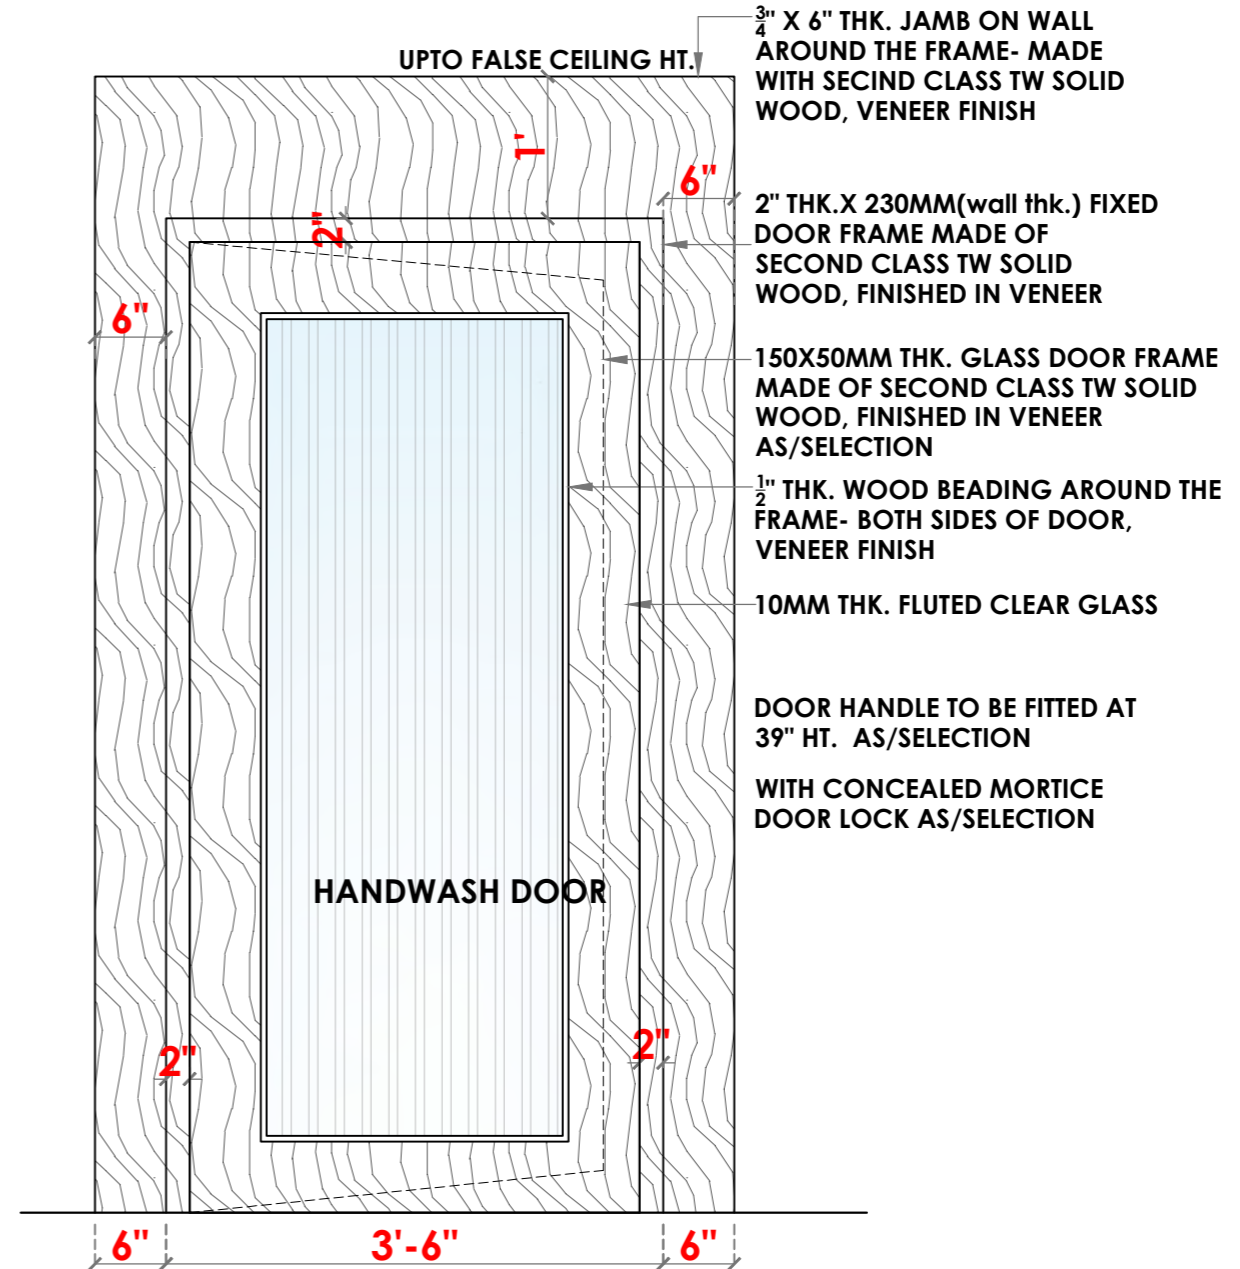 3/4" X 6" THK. JAMB ON WALL
AROUND THE FRAME- MADE
WITH SECIND CLASS TW SOLID
WOOD, VENEER FINISH
UPTO FALSE CEILING HT.
1'
6"
2" THK.X 230MM(wall thk.) FIXED
DOOR FRAME MADE OF
SECOND CLASS TW SOLID
WOOD, FINISHED IN VENEER
2"
6"
150X50MM THK. GLASS DOOR FRAME
MADE OF SECOND CLASS TW SOLID
WOOD, FINISHED IN VENEER
AS/SELECTION
1/2" THK. WOOD BEADING AROUND THE
FRAME- BOTH SIDES OF DOOR,
VENEER FINISH
10MM THK. FLUTED CLEAR GLASS
DOOR HANDLE TO BE FITTED AT
39" HT. AS/SELECTION
WITH CONCEALED MORTICE
DOOR LOCK AS/SELECTION
HANDWASH DOOR
2"
2"
6"
3'-6"
6"